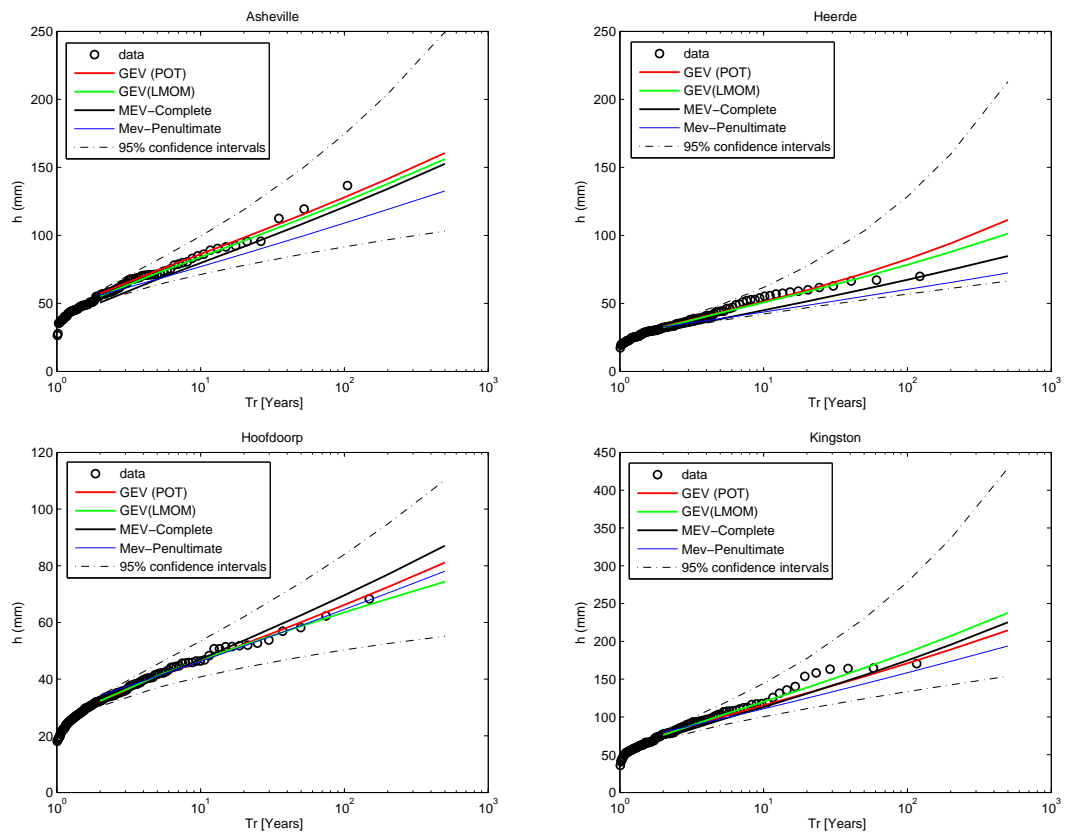 Asheville
250
200
150
100
50
0
h (mm)
data
GEV (POT)
GEV(LMOM)
MEV−Complete
Mev−Penultimate
95% confidence intervals
10^0 10^1 10^2 10^3
Tr [Years]
Heerde
250
200
150
100
50
0
h (mm)
data
GEV (POT)
GEV(LMOM)
MEV−Complete
Mev−Penultimate
95% confidence intervals
10^0 10^1 10^2 10^3
Tr [Years]
Hoofdoorp
120
100
80
60
40
20
0
h (mm)
data
GEV (POT)
GEV(LMOM)
MEV−Complete
Mev−Penultimate
95% confidence intervals
10^0 10^1 10^2 10^3
Tr [Years]
Kingston
450
400
350
300
250
200
150
100
50
0
h (mm)
data
GEV (POT)
GEV(LMOM)
MEV−Complete
Mev−Penultimate
95% confidence intervals
10^0 10^1 10^2 10^3
Tr [Years]